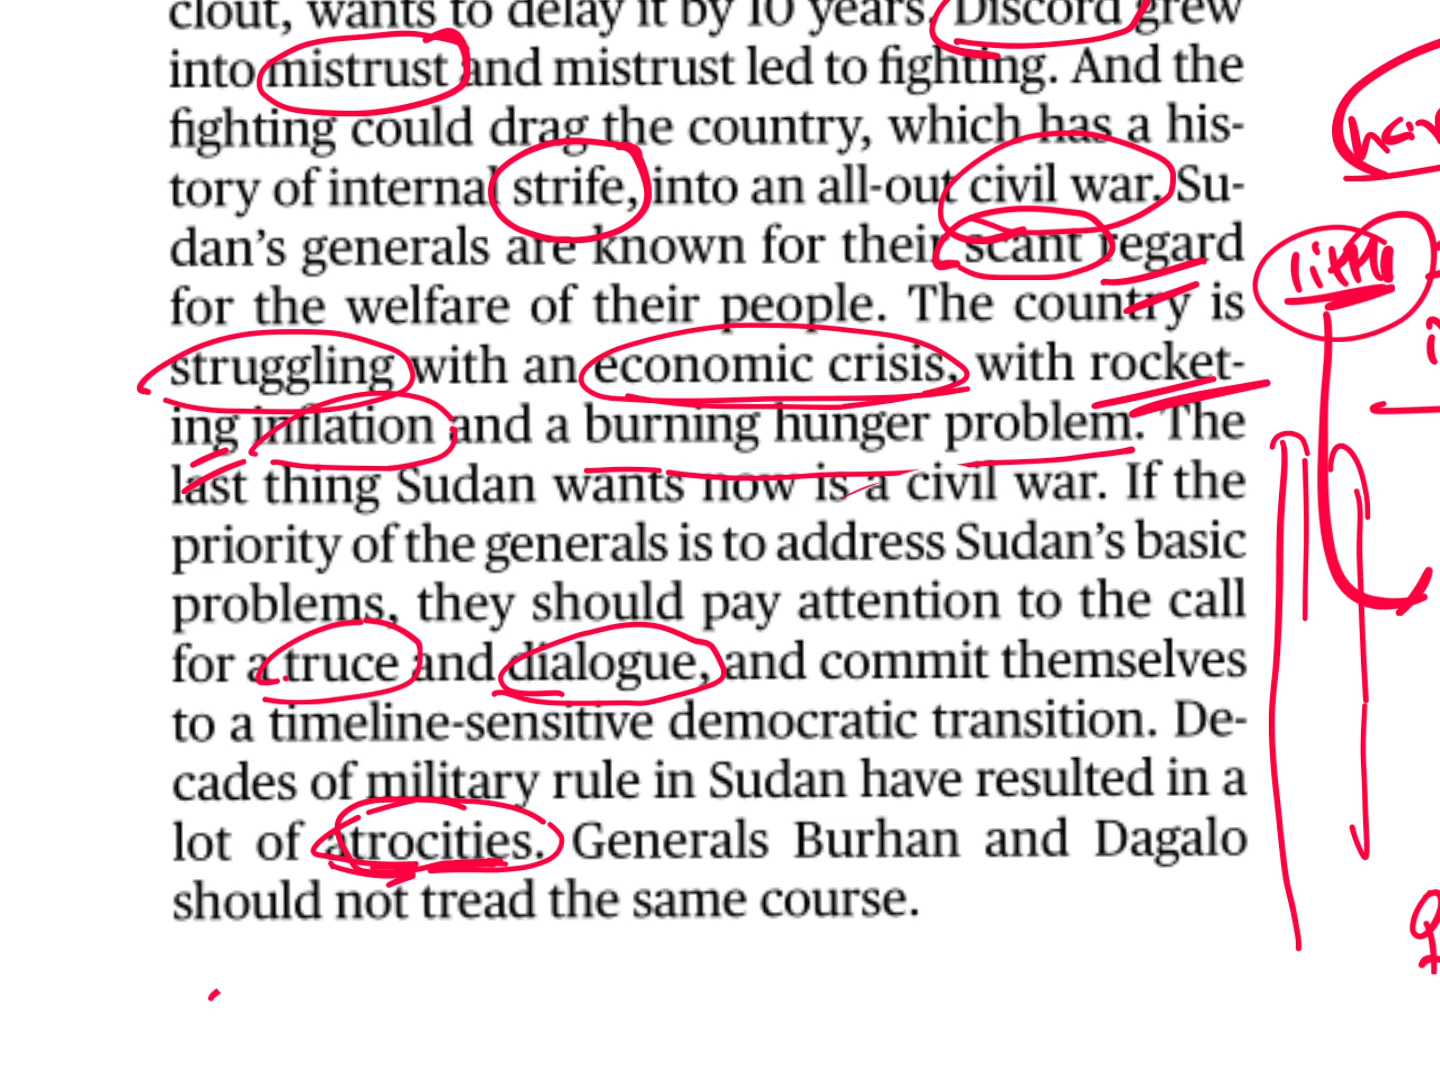 clout, wants to delay it by 10 years. Discord grew
into mistrust and mistrust led to fighting. And the
fighting could drag the country, which has a his-
tory of internal strife, into an all-out civil war. Su-
dan's generals are known for their scant regard
little
for the welfare of their people. The country is
struggling with an economic crisis, with rocket-
ing inflation and a burning hunger problem. The
last thing Sudan wants now is a civil war. If the
priority of the generals is to address Sudan's basic
problems, they should pay attention to the call
for a truce and dialogue, and commit themselves
to a timeline-sensitive democratic transition. De-
cades of military rule in Sudan have resulted in a
lot of atrocities. Generals Burhan and Dagalo
should not tread the same course.